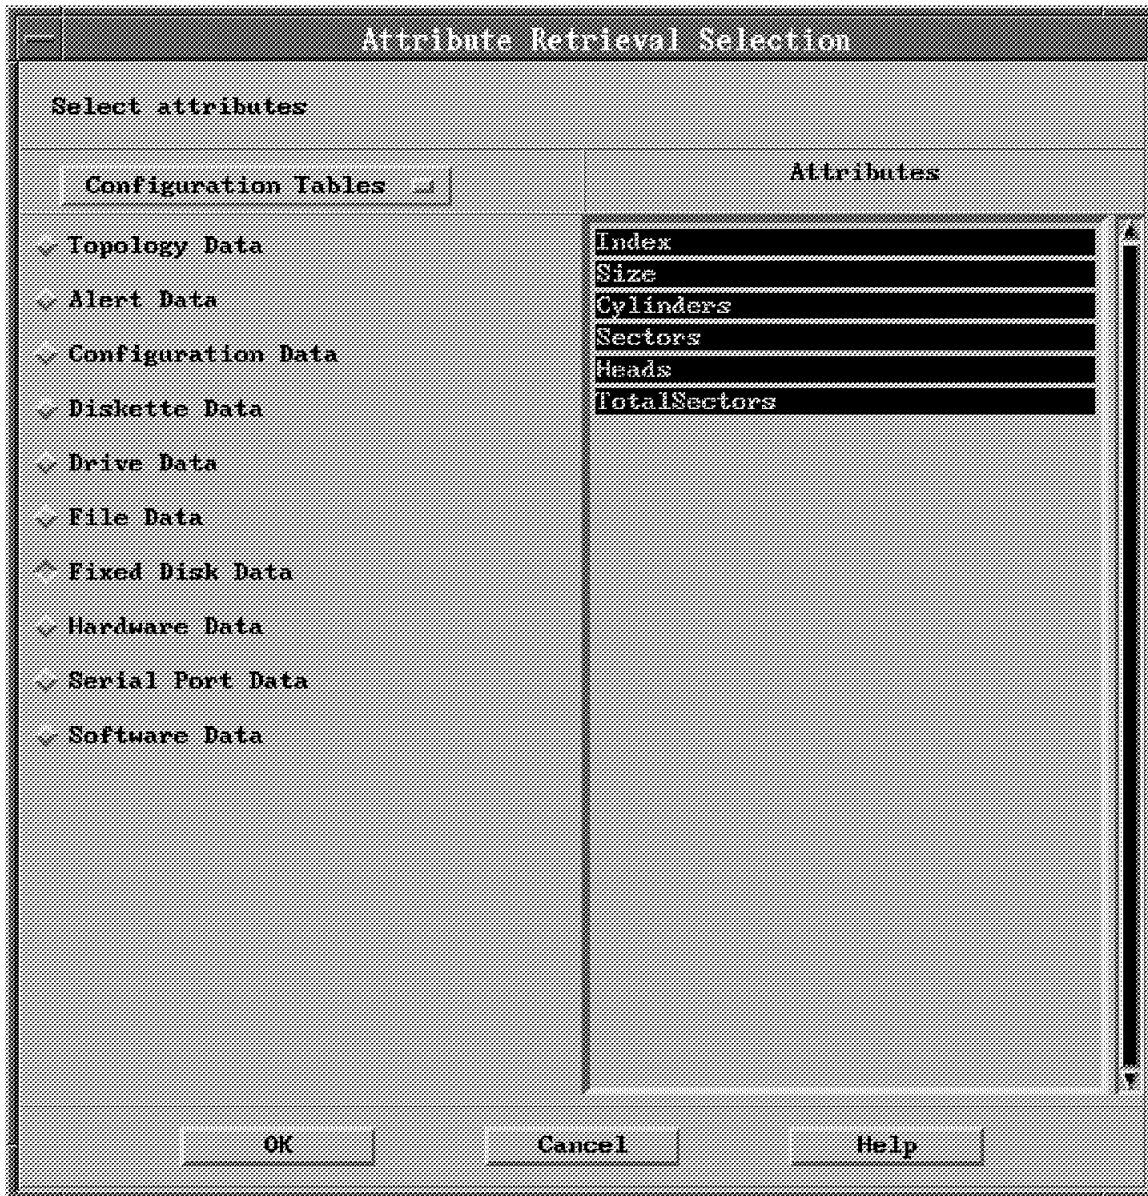 Attribute Retrieval Selection
Select attributes
Configuration Tables
Topology Data
Alert Data
Configuration Data
Diskette Data
Drive Data
File Data
Fixed Disk Data
Hardware Data
Serial Port Data
Software Data
Attributes
Index
Size
Cylinders
Sectors
Heads
TotalSectors
OK
Cancel
Help